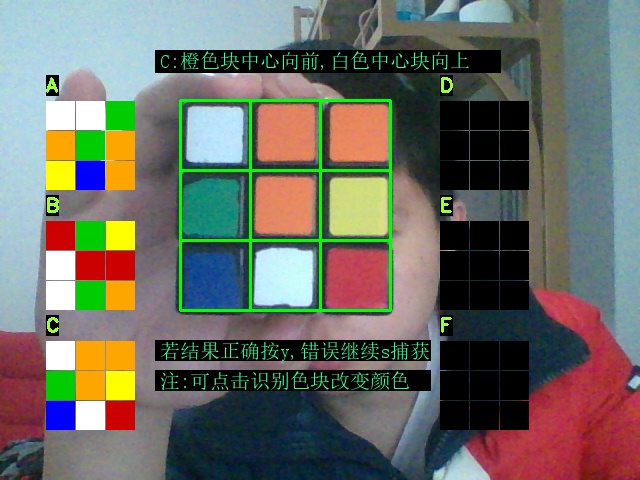 C:橙色块中心向前,白色中心块向上
A
D
B
E
C
F
若结果正确按y,错误继续s捕获
注:可点击识别色块改变颜色